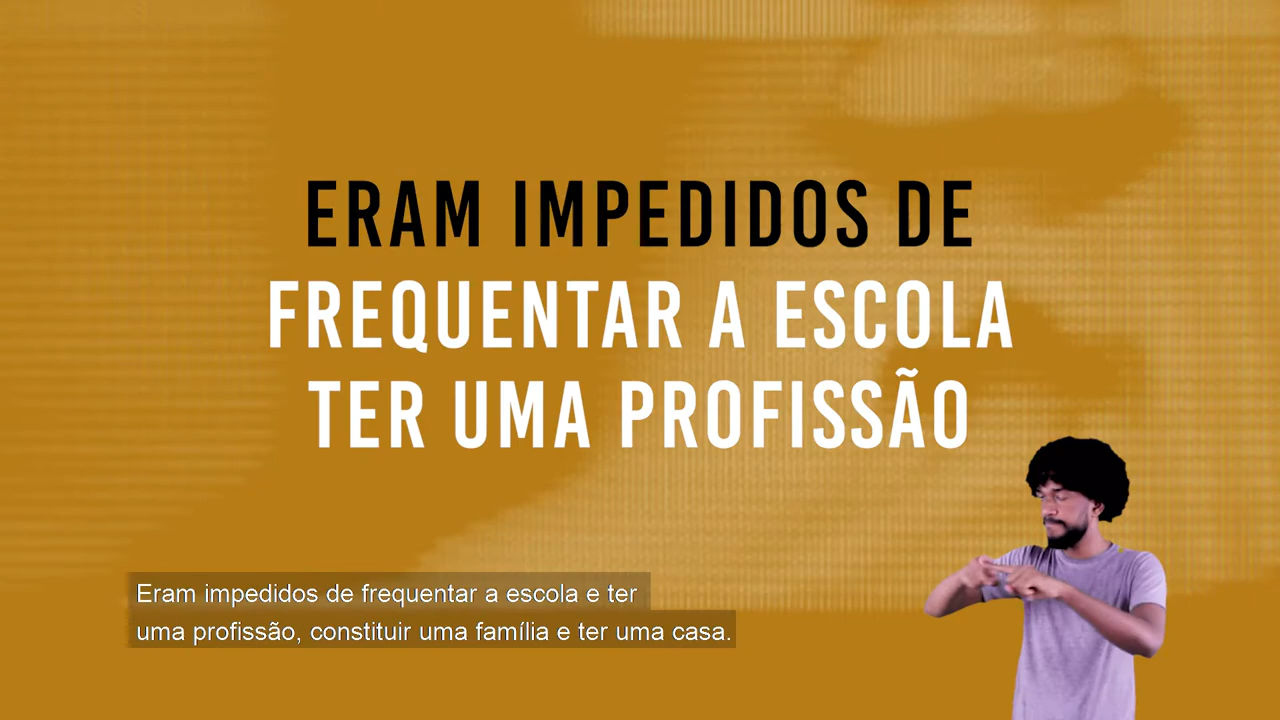 ERAM IMPEDIDOS DE
FREQUENTAR A ESCOLA
TER UMA PROFISSÃO
Eram impedidos de frequentar a escola e ter
uma profissão, constituir uma família e ter uma casa.